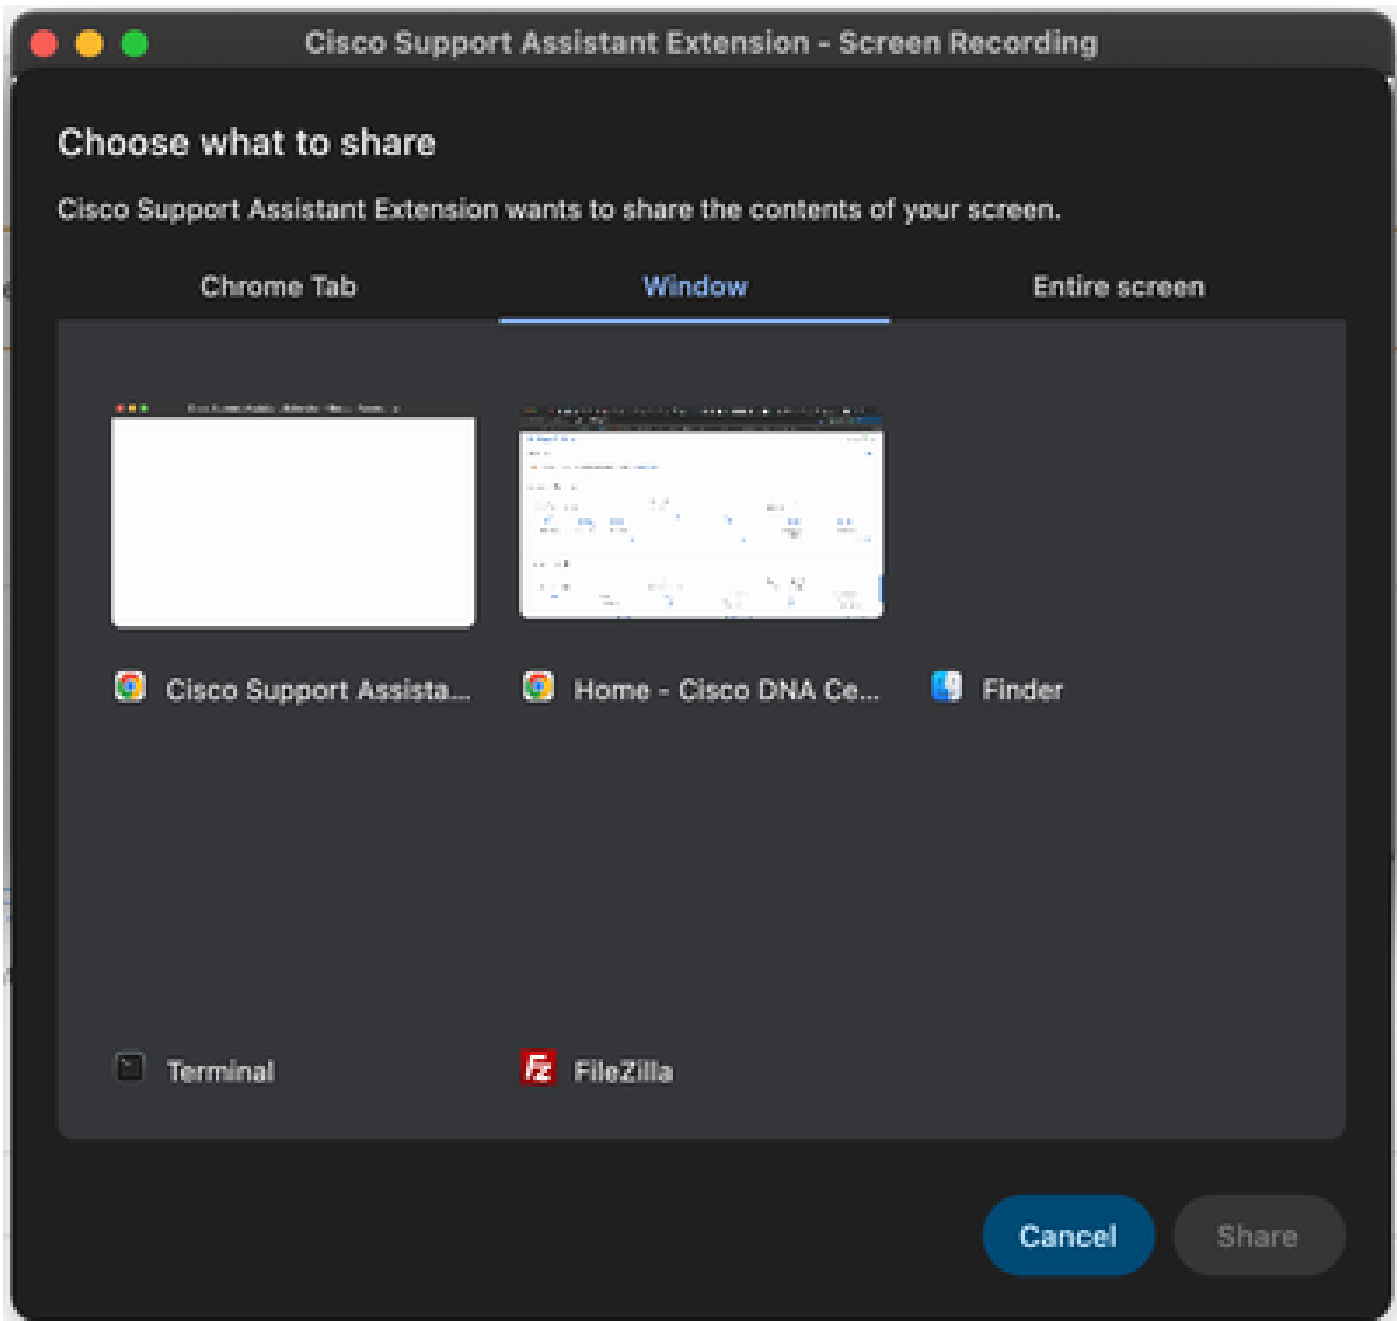 Cisco Support Assistant Extension - Screen Recording
Choose what to share
Cisco Support Assistant Extension wants to share the contents of your screen.
Chrome Tab Window Entire screen
Cisco Support Assista... Home - Cisco DNA Ce... Finder
Terminal FileZilla
Cancel Share